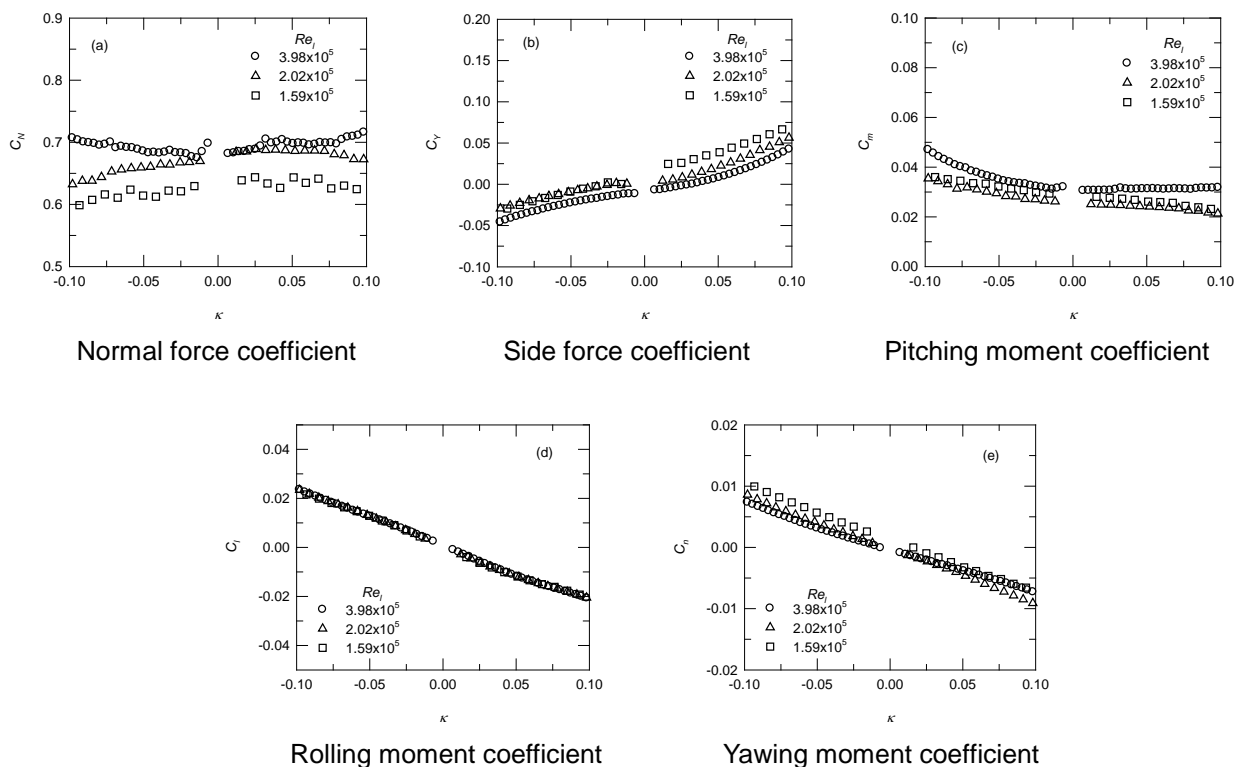 (a)
Re_l
3.98x10^5
2.02x10^5
1.59x10^5
C_N
0.9
0.8
0.7
0.6
0.5
-0.10
-0.05
0.00
0.05
0.10
κ
Normal force coefficient
(b)
Re_l
3.98x10^5
2.02x10^5
1.59x10^5
C_Y
0.20
0.15
0.10
0.05
0.00
-0.05
-0.10
-0.10
-0.05
0.00
0.05
0.10
κ
Side force coefficient
(c)
Re_l
3.98x10^5
2.02x10^5
1.59x10^5
C_m
0.10
0.08
0.06
0.04
0.02
0.00
-0.10
-0.05
0.00
0.05
0.10
κ
Pitching moment coefficient
(d)
Re_l
3.98x10^5
2.02x10^5
1.59x10^5
C_l
0.04
0.02
0.00
-0.02
-0.04
-0.10
-0.05
0.00
0.05
0.10
κ
Rolling moment coefficient
(e)
Re_l
3.98x10^5
2.02x10^5
1.59x10^5
C_n
0.02
0.01
0.00
-0.01
-0.02
-0.10
-0.05
0.00
0.05
0.10
κ
Yawing moment coefficient